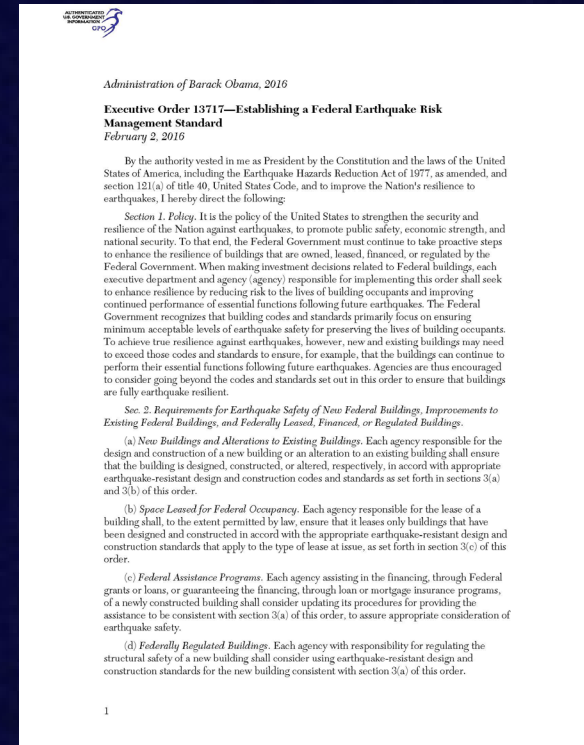 AUTHENTICATED
U.S. GOVERNMENT
INFORMATION
GPO
Administration of Barack Obama, 2016
Executive Order 13717—Establishing a Federal Earthquake Risk
Management Standard
February 2, 2016
By the authority vested in me as President by the Constitution and the laws of the United
States of America, including the Earthquake Hazards Reduction Act of 1977, as amended, and
section 121(a) of title 40, United States Code, and to improve the Nation's resilience to
earthquakes, I hereby direct the following:
Section 1. Policy. It is the policy of the United States to strengthen the security and
resilience of the Nation against earthquakes, to promote public safety, economic strength, and
national security. To that end, the Federal Government must continue to take proactive steps
to enhance the resilience of buildings that are owned, leased, financed, or regulated by the
Federal Government. When making investment decisions related to Federal buildings, each
executive department and agency (agency) responsible for implementing this order shall seek
to enhance resilience by reducing risk to the lives of building occupants and improving
continued performance of essential functions following future earthquakes. The Federal
Government recognizes that building codes and standards primarily focus on ensuring
minimum acceptable levels of earthquake safety for preserving the lives of building occupants.
To achieve true resilience against earthquakes, however, new and existing buildings may need
to exceed those codes and standards to ensure, for example, that the buildings can continue to
perform their essential functions following future earthquakes. Agencies are thus encouraged
to consider going beyond the codes and standards set out in this order to ensure that buildings
are fully earthquake resilient.
Sec. 2. Requirements for Earthquake Safety of New Federal Buildings, Improvements to
Existing Federal Buildings, and Federally Leased, Financed, or Regulated Buildings.
(a) New Buildings and Alterations to Existing Buildings. Each agency responsible for the
design and construction of a new building or an alteration to an existing building shall ensure
that the building is designed, constructed, or altered, respectively, in accord with appropriate
earthquake-resistant design and construction codes and standards as set forth in sections 3(a)
and 3(b) of this order.
(b) Space Leased for Federal Occupancy. Each agency responsible for the lease of a
building shall, to the extent permitted by law, ensure that it leases only buildings that have
been designed and constructed in accord with the appropriate earthquake-resistant design and
construction standards that apply to the type of lease at issue, as set forth in section 3(c) of this
order.
(c) Federal Assistance Programs. Each agency assisting in the financing, through Federal
grants or loans, or guaranteeing the financing, through loan or mortgage insurance programs,
of a newly constructed building shall consider updating its procedures for providing the
assistance to be consistent with section 3(a) of this order, to assure appropriate consideration of
earthquake safety.
(d) Federally Regulated Buildings. Each agency with responsibility for regulating the
structural safety of a new building shall consider using earthquake-resistant design and
construction standards for the new building consistent with section 3(a) of this order.
1